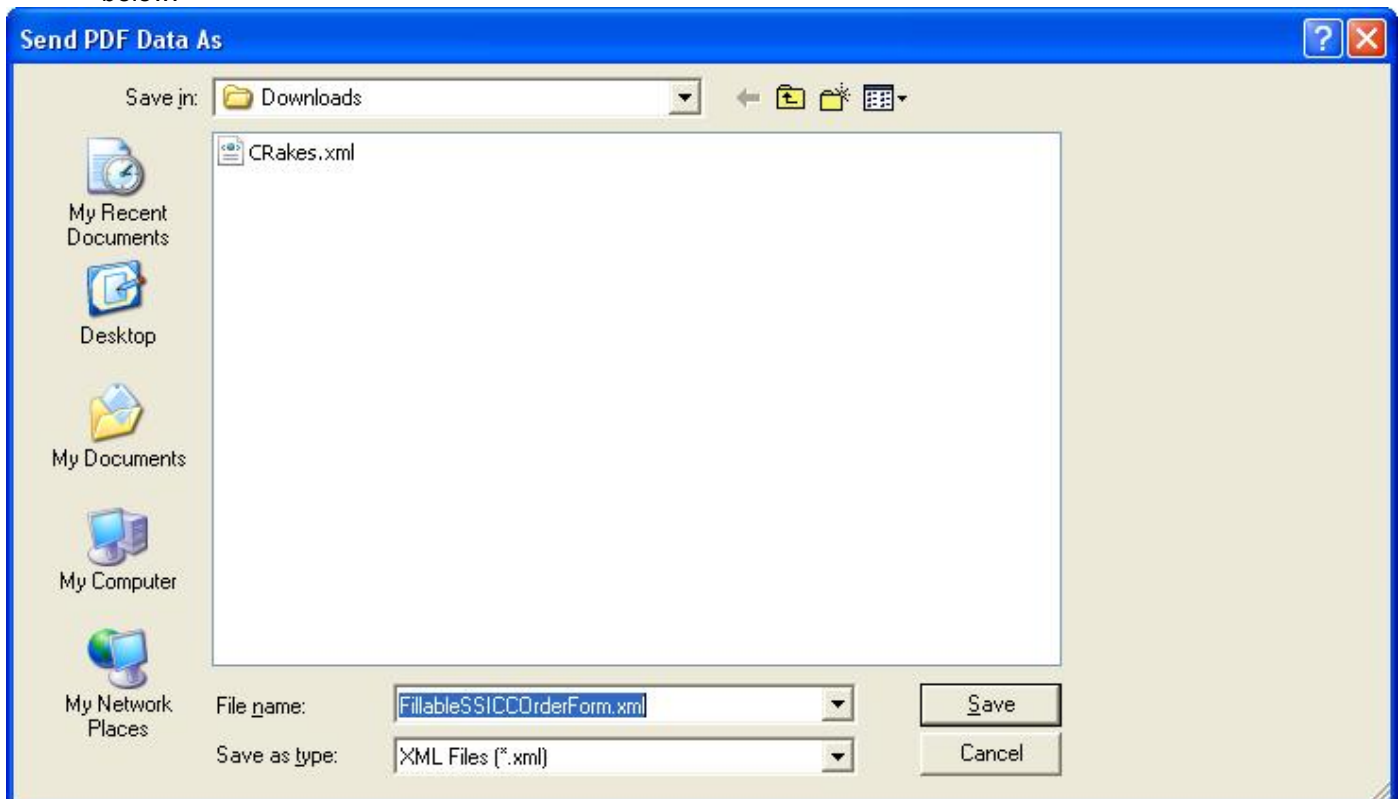 below.
Send PDF Data As
Save in: Downloads
CRakes.xml
My Recent
Documents
Desktop
My Documents
My Computer
My Network
Places
File name: FillableSSICCOrderForm.xml Save
Save as type: XML Files (*.xml) Cancel